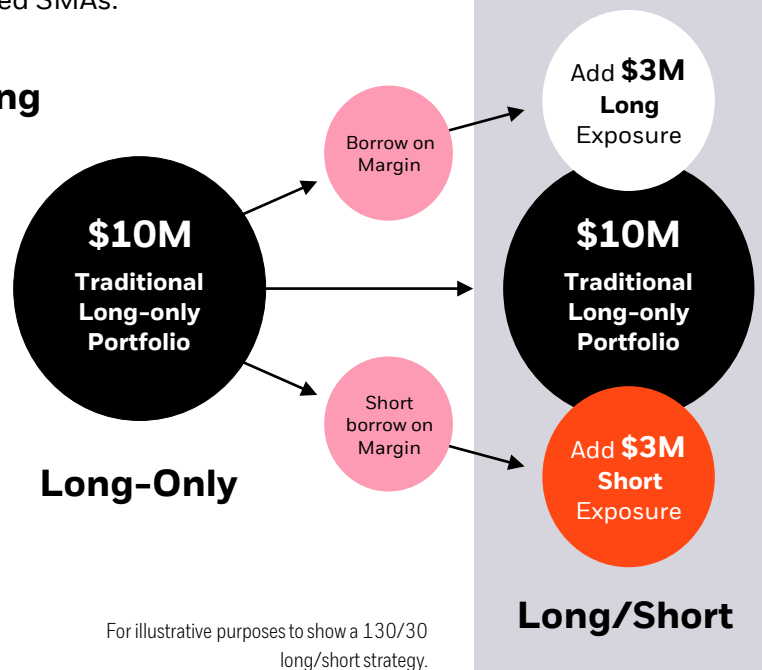 ed SMAs.
ng
$10M
Traditional
Long-only
Portfolio
Long-Only
Borrow on
Margin
Short
borrow on
Margin
Add $3M
Long
Exposure
$10M
Traditional
Long-only
Portfolio
Add $3M
Short
Exposure
Long/Short
For illustrative purposes to show a 130/30
long/short strategy.